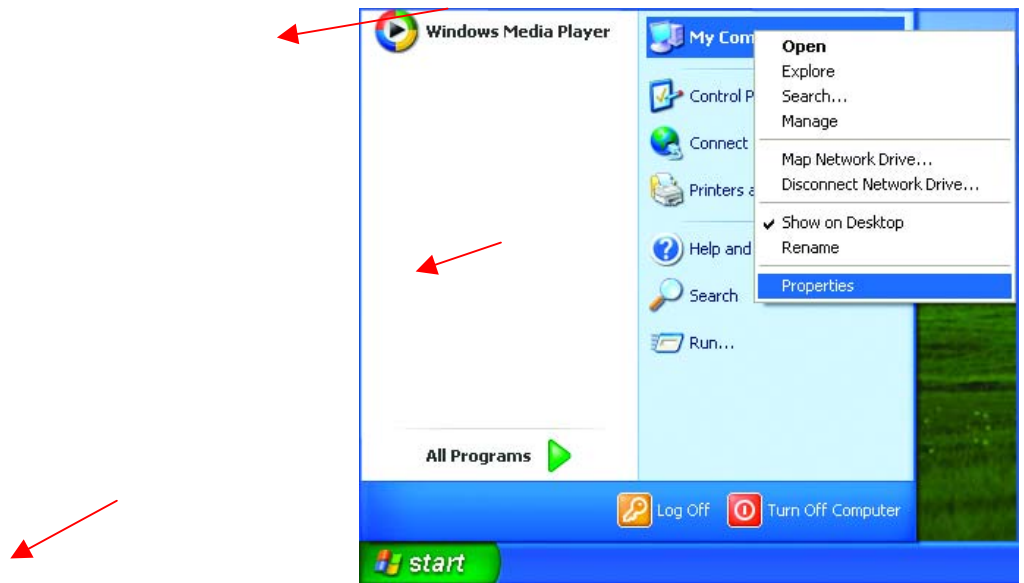 Windows Media Player
All Programs
My Com
Control P
Connect
Printers a
Help and
Search
Run...
Open
Explore
Search...
Manage
Map Network Drive...
Disconnect Network Drive...
Show on Desktop
Rename
Properties
Log Off
Turn Off Computer
start